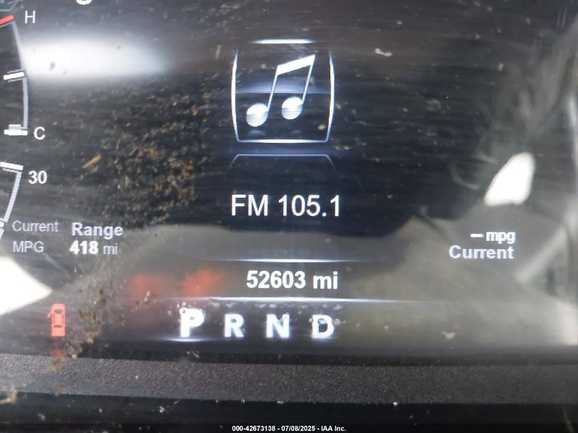 H
C
30
Current
MPG
Range
418 mi
FM 105.1
-- mpg
Current
52603 mi
P R N D
000-42673138 - 07/08/2025 - IAA Inc.